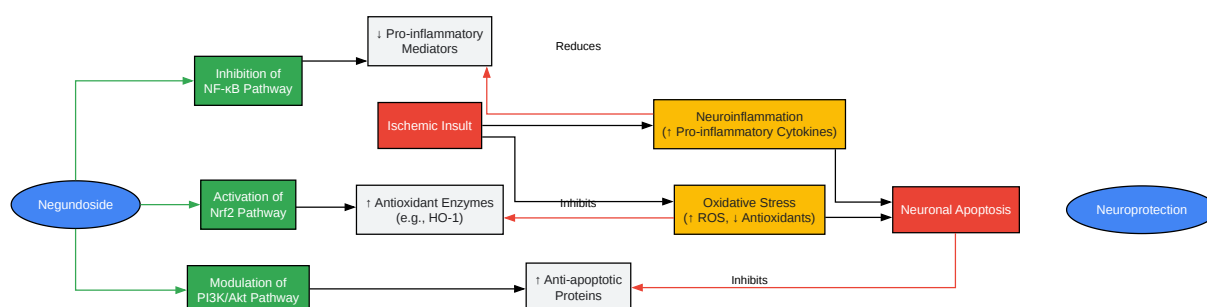 ↓ Pro-inflammatory
Mediators
Reduces
Inhibition of
NF-κB Pathway
Ischemic Insult
Neuroinflammation
(↑ Pro-inflammatory Cytokines)
Negundoside
Activation of
Nrf2 Pathway
↑ Antioxidant Enzymes
(e.g., HO-1)
Inhibits
Oxidative Stress
(↑ ROS, ↓ Antioxidants)
Neuronal Apoptosis
Neuroprotection
Modulation of
PI3K/Akt Pathway
↑ Anti-apoptotic
Proteins
Inhibits